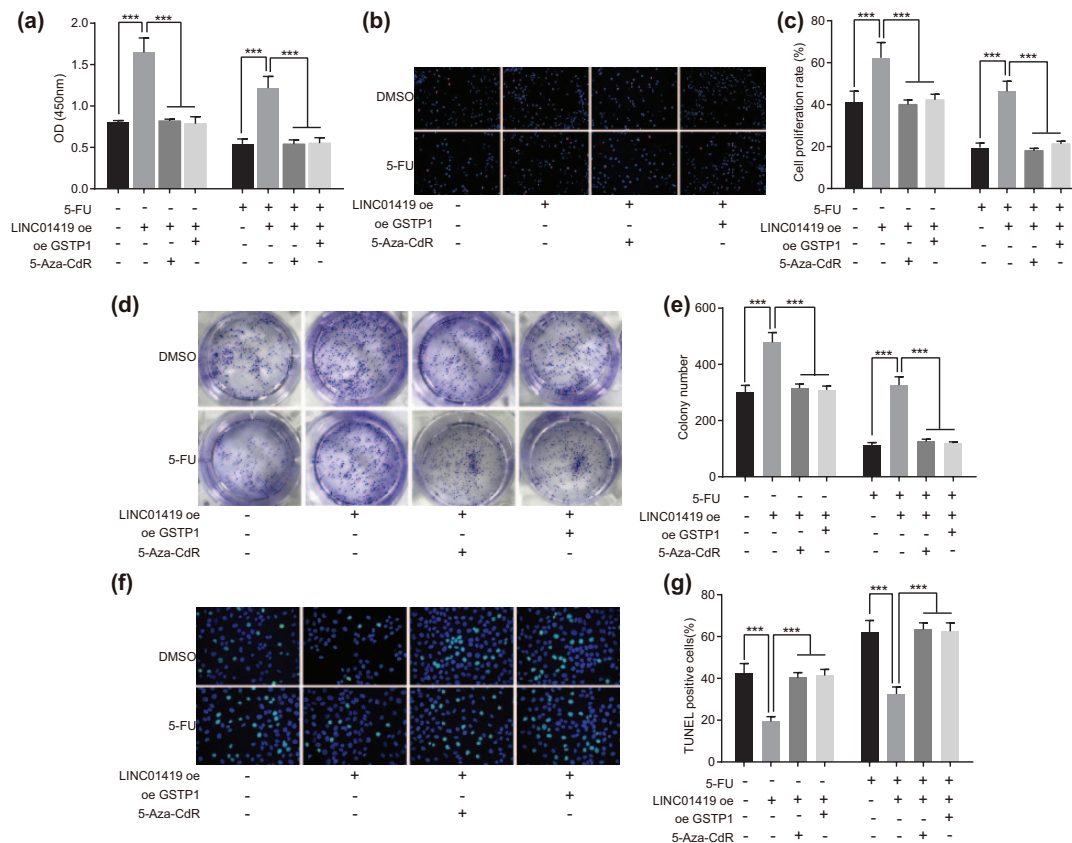 (a)
2.0
1.5
1.0
0.5
0.0
OD (450nm)
*** *** *** ***
5-FU - - - - + + + +
LINC01419 oe - + + + - + + +
oe GSTP1 - - - + - - - +
5-Aza-CdR - - + - - - + -
(b)
DMSO
5-FU
LINC01419 oe - + + +
oe GSTP1 - - - +
5-Aza-CdR - - + -
(c)
80
60
40
20
0
Cell proliferation rate (%)
*** *** *** ***
5-FU - - - - + + + +
LINC01419 oe - + + + - + + +
oe GSTP1 - - - + - - - +
5-Aza-CdR - - + - - - + -
(d)
DMSO
5-FU
LINC01419 oe - + + +
oe GSTP1 - - - +
5-Aza-CdR - - + -
(e)
600
400
200
0
Colony number
*** *** *** ***
5-FU - - - - + + + +
LINC01419 oe - + + + - + + +
oe GSTP1 - - - + - - - +
5-Aza-CdR - - + - - - + -
(f)
DMSO
5-FU
LINC01419 oe - + + +
oe GSTP1 - - - +
5-Aza-CdR - - + -
(g)
80
60
40
20
0
TUNEL positive cells(%)
*** *** *** ***
5-FU - - - - + + + +
LINC01419 oe - + + + - + + +
oe GSTP1 - - - + - - - +
5-Aza-CdR - - + - - - + -